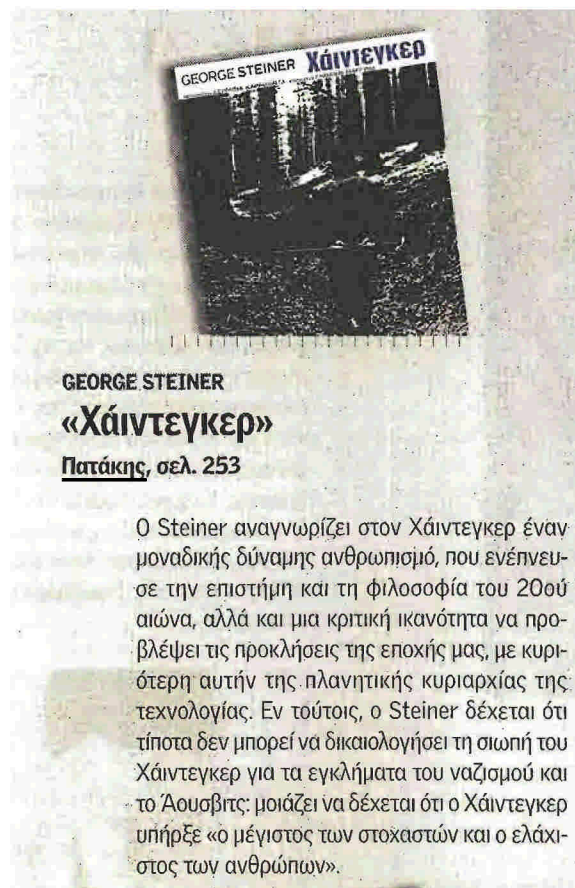 GEORGE STEINER Χάιντεγκερ
GEORGE STEINER
«Χάιντεγκερ»
Πατάκης, σελ. 253
Ο Steiner αναγνωρίζει στον Χάιντεγκερ έναν
μοναδικής δύναμης ανθρωπισμό, που ενέπνευ-
σε την επιστήμη και τη φιλοσοφία του 20ού
αιώνα, αλλά και μια κριτική ικανότητα να προ-
βλέψει τις προκλήσεις της εποχής μας, με κυρι-
ότερη αυτήν της πλανητικής κυριαρχίας της
τεχνολογίας. Εν τούτοις, ο Steiner δέχεται ότι
τίποτα δεν μπορεί να δικαιολογήσει τη σιωπή του
Χάιντεγκερ για τα εγκλήματα του ναζισμού και
το Άουσβιτς: μοιάζει να δέχεται ότι ο Χάιντεγκερ
υπήρξε «ο μέγιστος των στοχαστών και ο ελάχι-
στος των ανθρώπων».